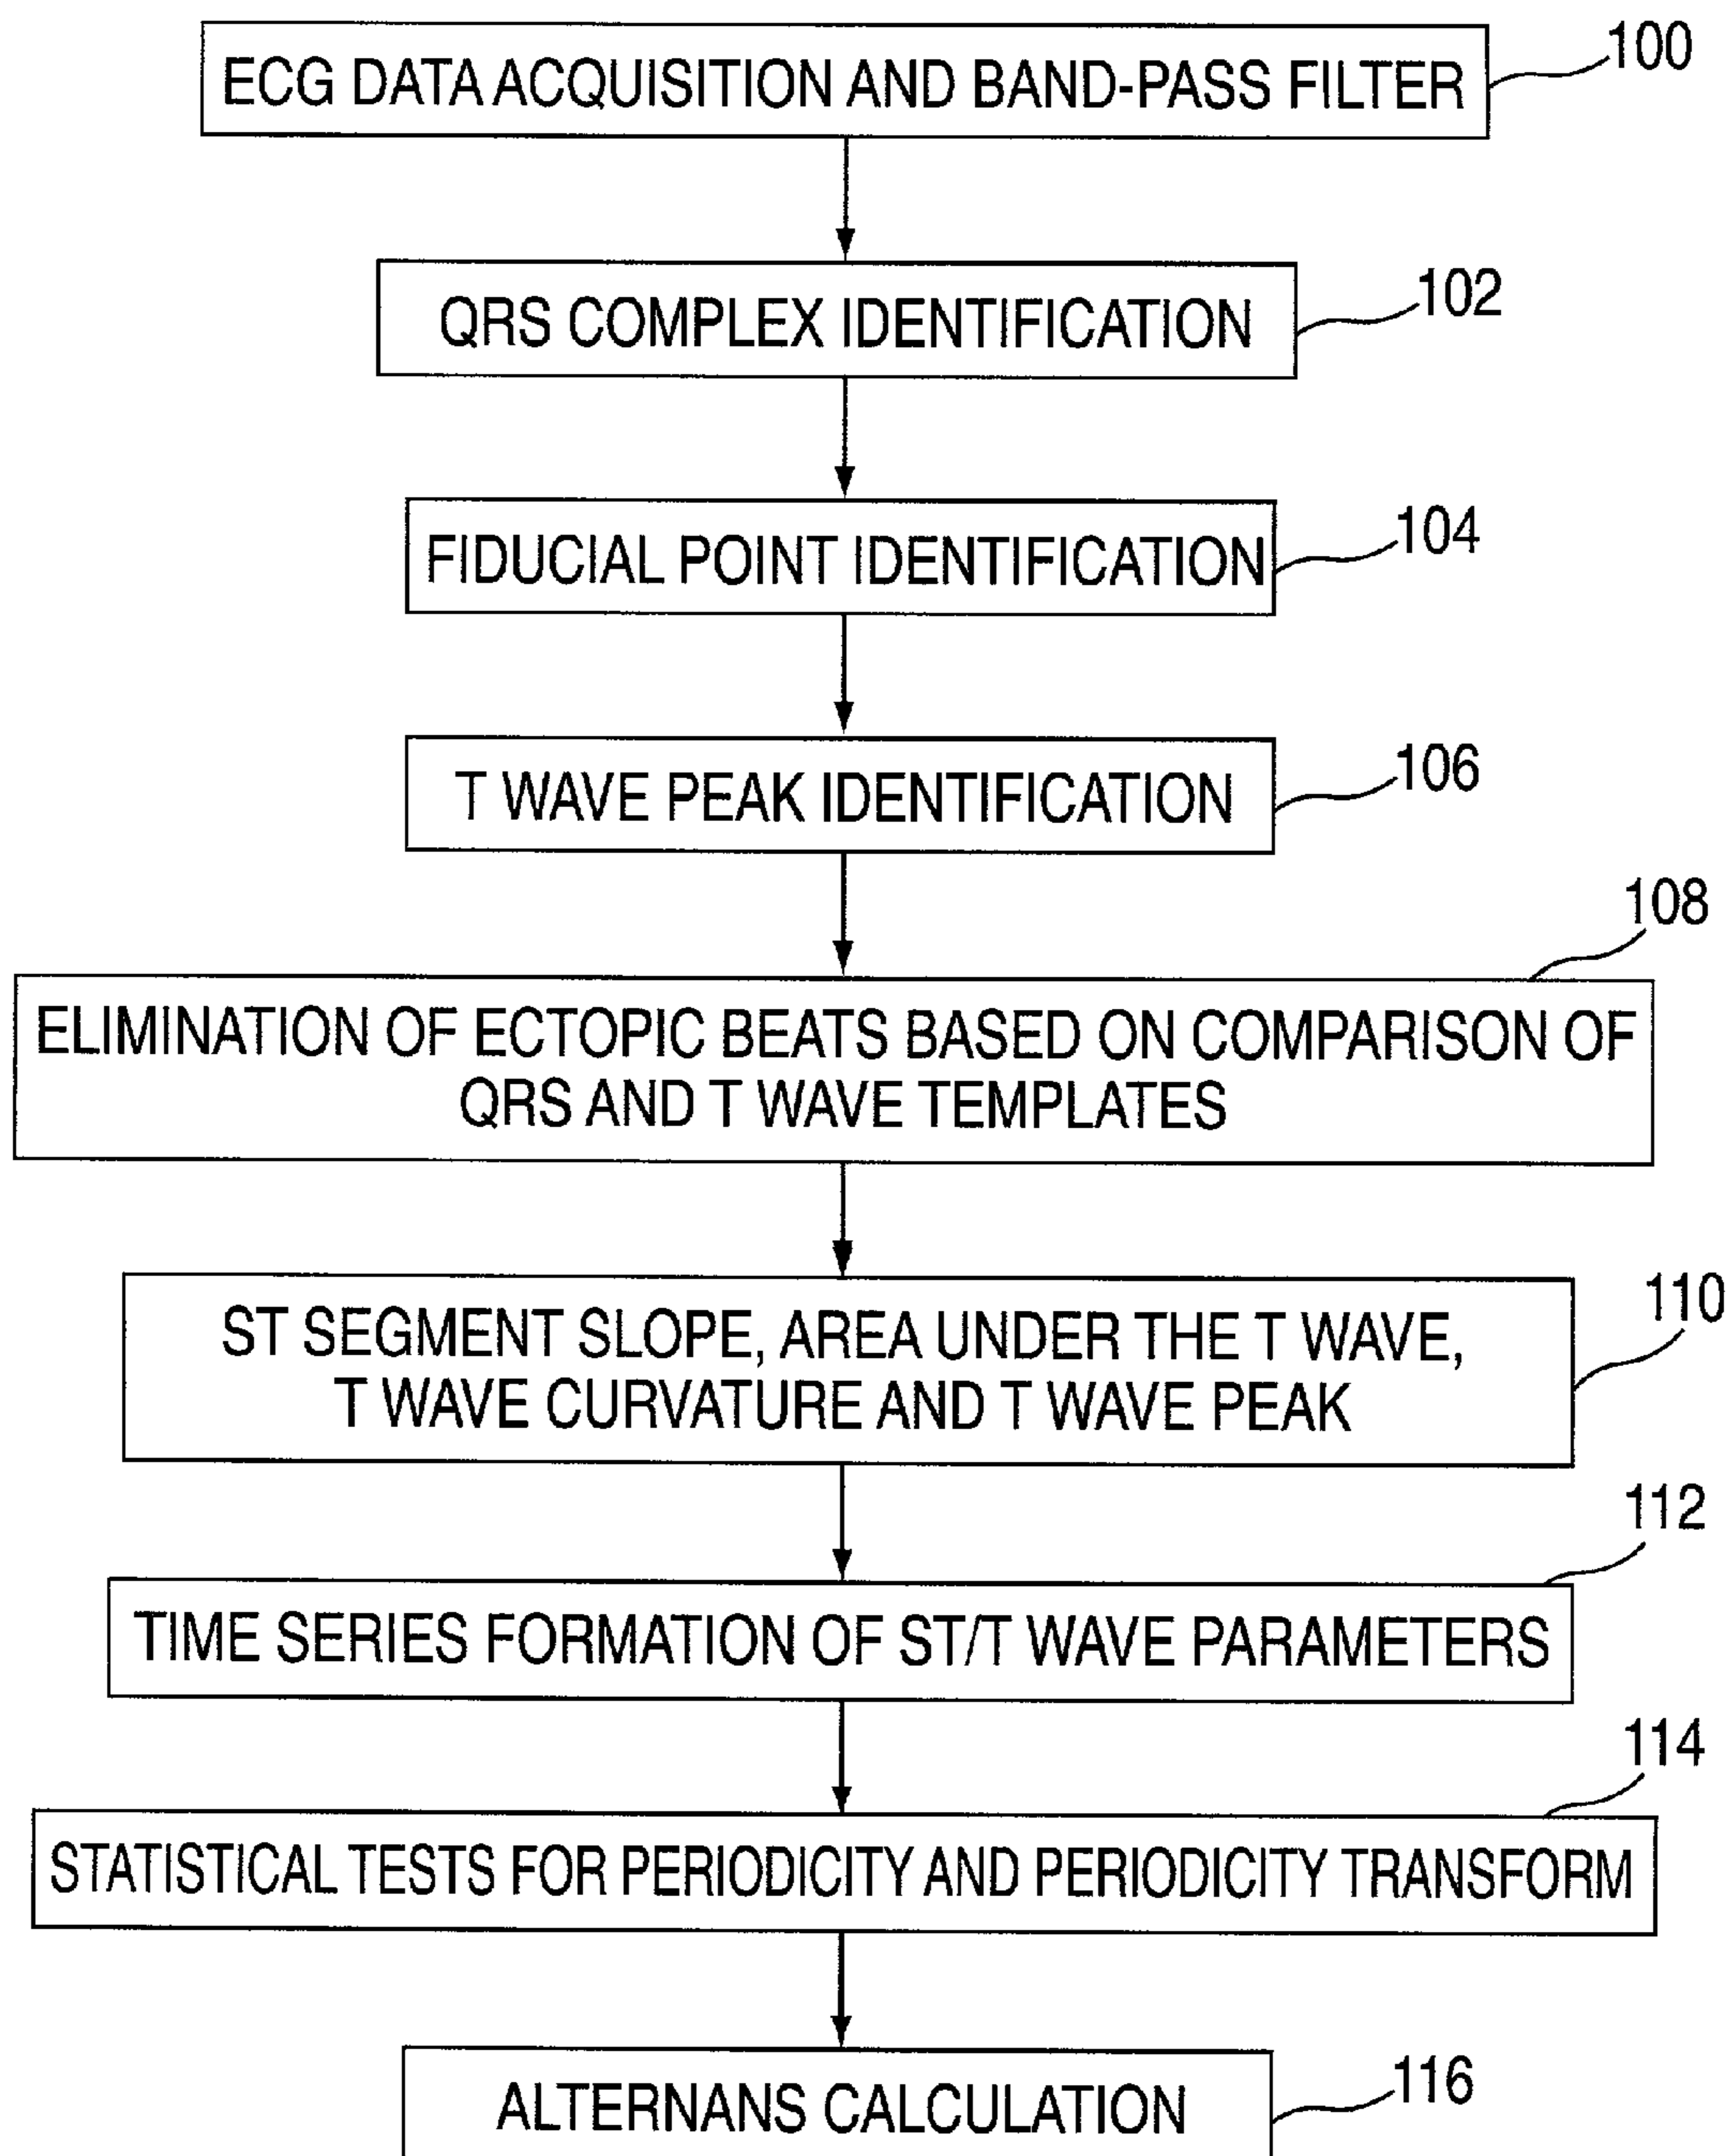 ECG DATA ACQUISITION AND BAND-PASS FILTER
100
QRS COMPLEX IDENTIFICATION
102
FIDUCIAL POINT IDENTIFICATION
104
T WAVE PEAK IDENTIFICATION
106
108
ELIMINATION OF ECTOPIC BEATS BASED ON COMPARISON OF
QRS AND T WAVE TEMPLATES
ST SEGMENT SLOPE, AREA UNDER THE T WAVE,
T WAVE CURVATURE AND T WAVE PEAK
110
112
TIME SERIES FORMATION OF ST/T WAVE PARAMETERS
114
STATISTICAL TESTS FOR PERIODICITY AND PERIODICITY TRANSFORM
ALTERNANS CALCULATION
116